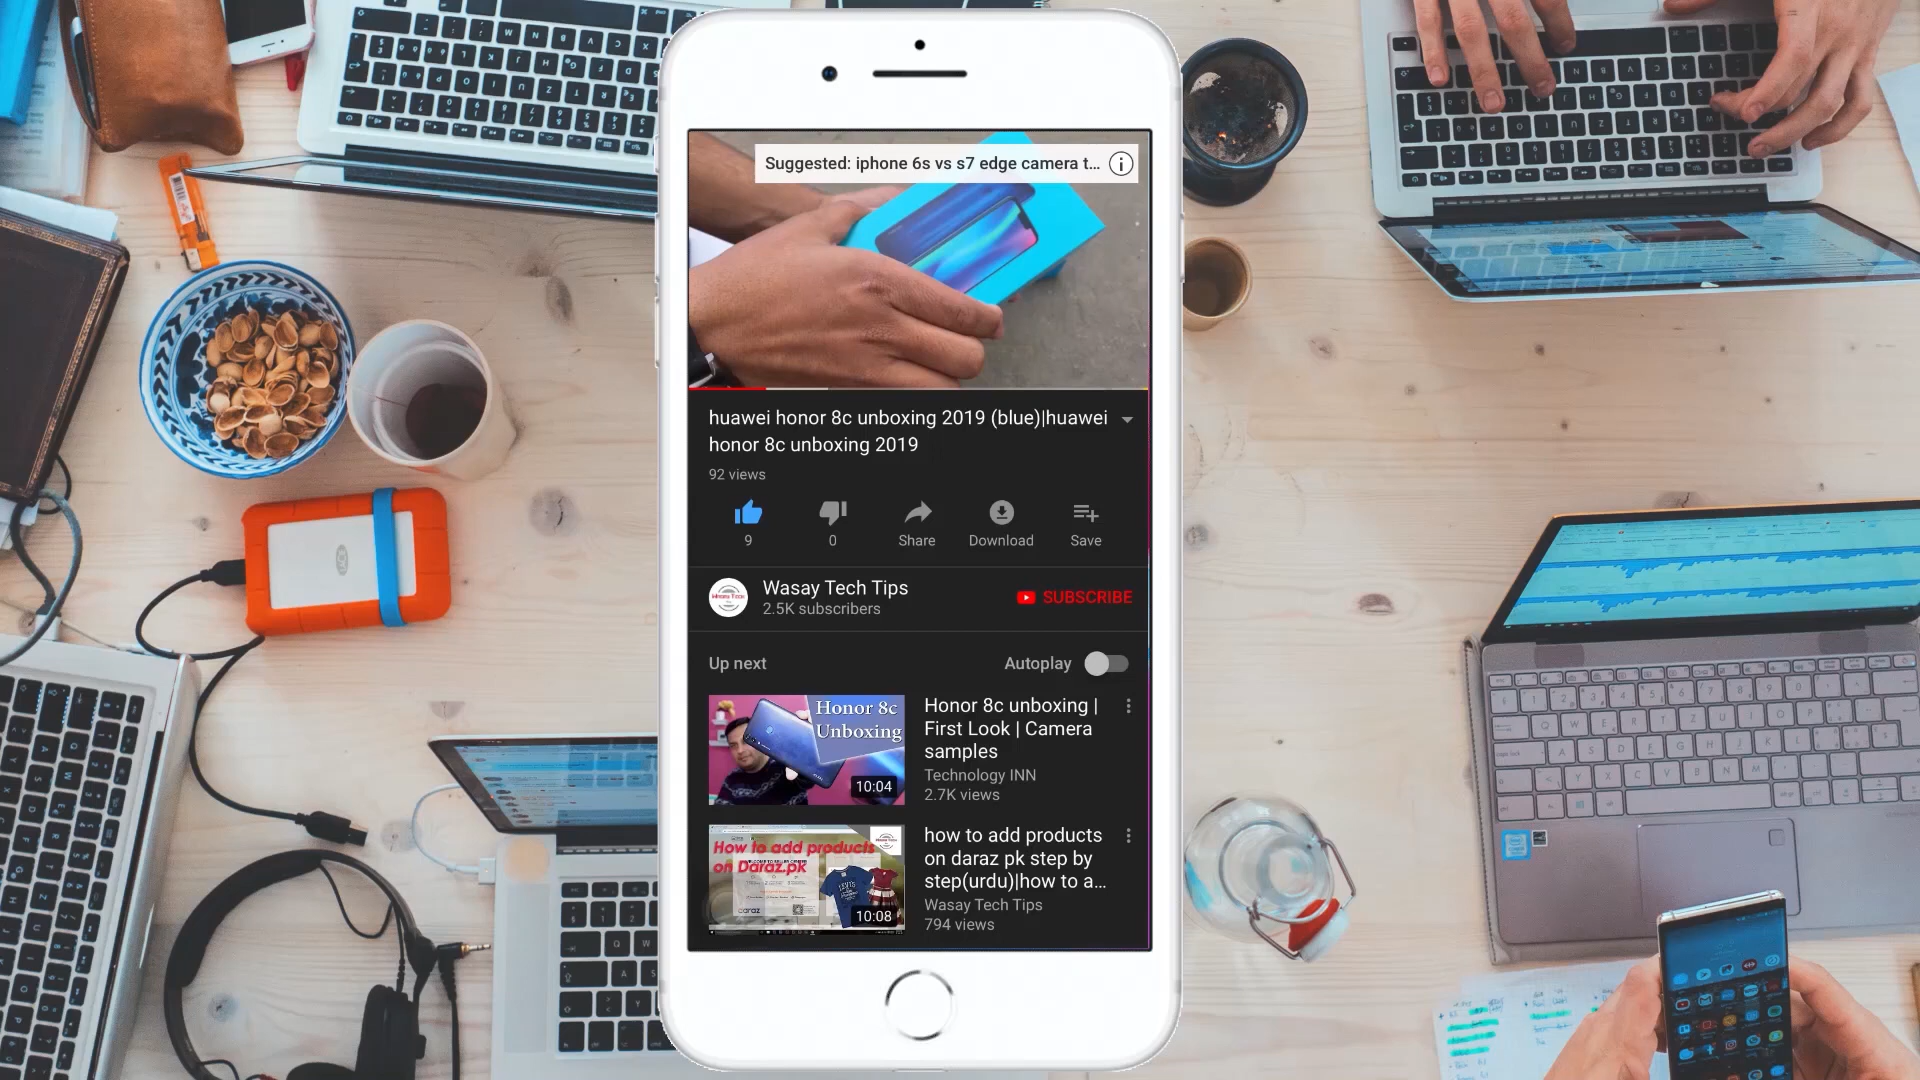 Suggested: iphone 6s vs s7 edge camera t...
huawei honor 8c unboxing 2019 (blue)|huawei
honor 8c unboxing 2019
92 views
9
0
Share
Download
Save
Wasay Tech Tips
2.5K subscribers
SUBSCRIBE
Up next
Autoplay
Honor 8c
Unboxing
10:04
Honor 8c unboxing |
First Look | Camera
samples
Technology INN
2.7K views
How to add products
on Daraz.pk
daraz
10:08
how to add products
on daraz pk step by
step(urdu)|how to a...
Wasay Tech Tips
794 views